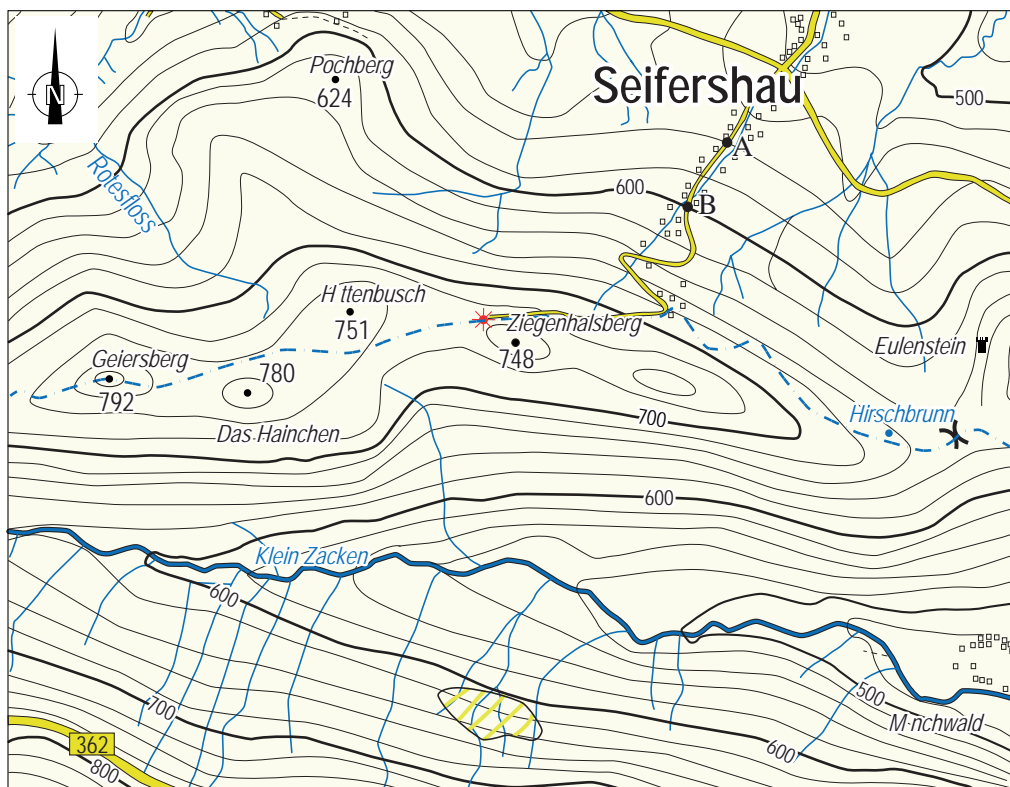 N
Pochberg
624
Seifershau
500
A
Rotesfloss
600
B
H ttenbusch
751
Ziegenhalsberg
748
Geiersberg
792
780
Eulenstein
Das Hainchen
700
Hirschbrunn
600
Klein Zacken
600
700
500
M nchwald
362
800
600